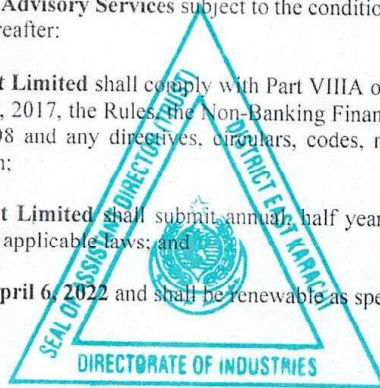 Advisory Services subject to the condition
reafter:
t Limited shall comply with Part VIIIA o
, 2017, the Rules, the Non-Banking Finan
08 and any directives, circulars, codes, n
n;
t Limited shall submit annual, half year
applicable laws; and
pril 6, 2022 and shall be renewable as spe
SEAL OF ASSISTANT DIRECTOR (TRUST)
DISTRICT EAST KARACHI
DIRECTORATE OF INDUSTRIES